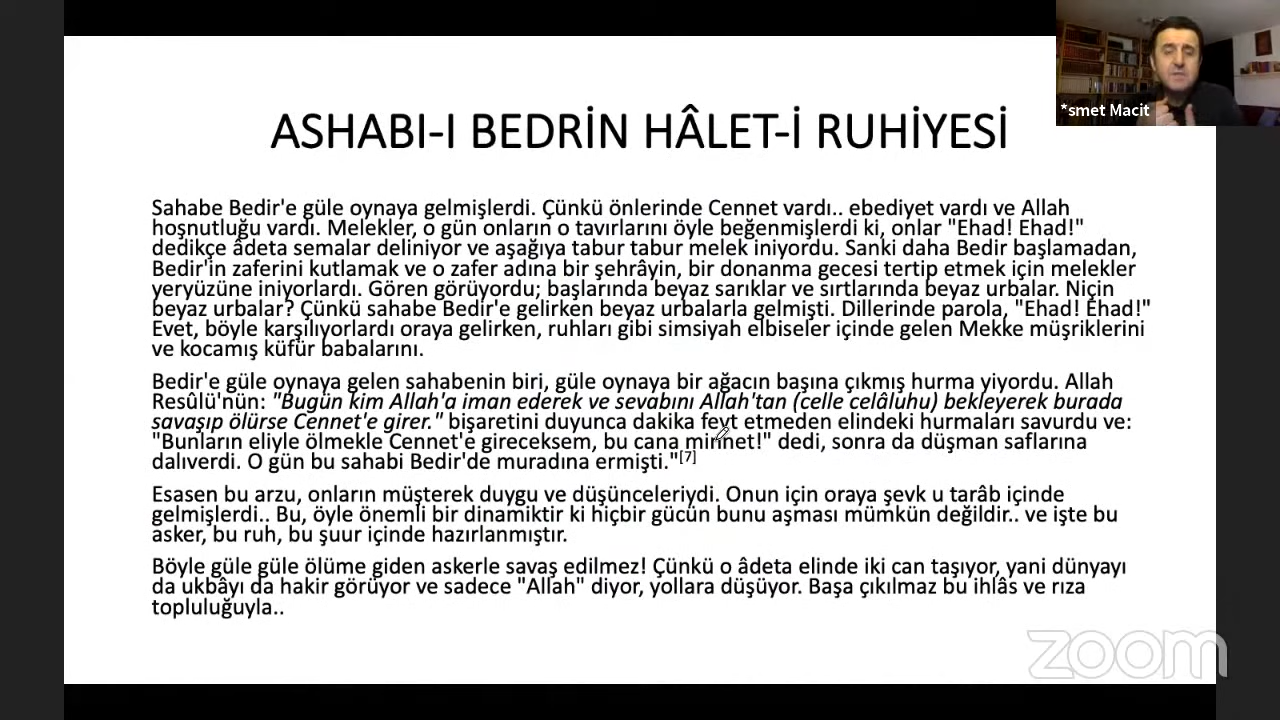 *smet Macit
ASHABI-I BEDRİN HÂLET-İ RUHİYESİ
Sahabe Bedir'e güle oynaya gelmişlerdi. Çünkü önlerinde Cennet vardı.. ebediyet vardı ve Allah
hoşnutluğu vardı. Melekler, o gün onların o tavırlarını öyle beğenmişlerdi ki, onlar "Ehad! Ehad!"
dedikçe âdeta semalar deliniyor ve aşağıya tabur tabur melek iniyordu. Sanki daha Bedir başlamadan,
Bedir'in zaferini kutlamak ve o zafer adına bir şehrâyin, bir donanma gecesi tertip etmek için melekler
yeryüzüne iniyorlardı. Gören görüyordu; başlarında beyaz sarıklar ve sırtlarında beyaz urbalar. Niçin
beyaz urbalar? Çünkü sahabe Bedir'e gelirken beyaz urbalarla gelmişti. Dillerinde parola, "Ehad! Ehad!"
Evet, böyle karşılıyorlardı oraya gelirken, ruhları gibi simsiyah elbiseler içinde gelen Mekke müşriklerini
ve kocamış küfür babalarını.
Bedir'e güle oynaya gelen sahabenin biri, güle oynaya bir ağacın başına çıkmış hurma yiyordu. Allah
Resûlü'nün: "Bugün kim Allah'a iman ederek ve sevabını Allah'tan (celle celâluhu) bekleyerek burada
savaşıp ölürse Cennet'e girer." bişaretini duyunca dakika fevt etmeden elindeki hurmaları savurdu ve:
"Bunların eliyle ölmekle Cennet'e gireceksem, bu cana minnet!" dedi, sonra da düşman saflarına
dalıverdi. O gün bu sahabi Bedir'de muradına ermişti."[7]
Esasen bu arzu, onların müşterek duygu ve düşünceleriydi. Onun için oraya şevk u tarâb içinde
gelmişlerdi.. Bu, öyle önemli bir dinamiktir ki hiçbir gücün bunu aşması mümkün değildir.. ve işte bu
asker, bu ruh, bu şuur içinde hazırlanmıştır.
Böyle güle güle ölüme giden askerle savaş edilmez! Çünkü o âdeta elinde iki can taşıyor, yani dünyayı
da ukbâyı da hakir görüyor ve sadece "Allah" diyor, yollara düşüyor. Başa çıkılmaz bu ihlâs ve rıza
topluluğuyla..
zoom